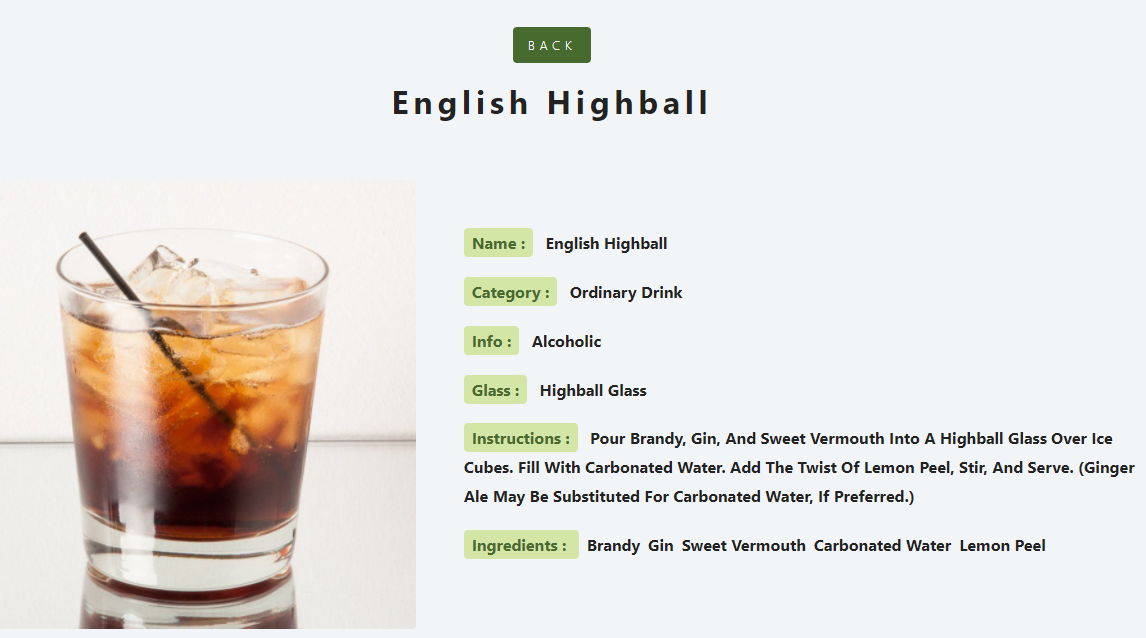 BACK
English Highball
Name : English Highball
Category : Ordinary Drink
Info : Alcoholic
Glass : Highball Glass
Instructions : Pour Brandy, Gin, And Sweet Vermouth Into A Highball Glass Over Ice
Cubes. Fill With Carbonated Water. Add The Twist Of Lemon Peel, Stir, And Serve. (Ginger
Ale May Be Substituted For Carbonated Water, If Preferred.)
Ingredients : Brandy Gin Sweet Vermouth Carbonated Water Lemon Peel